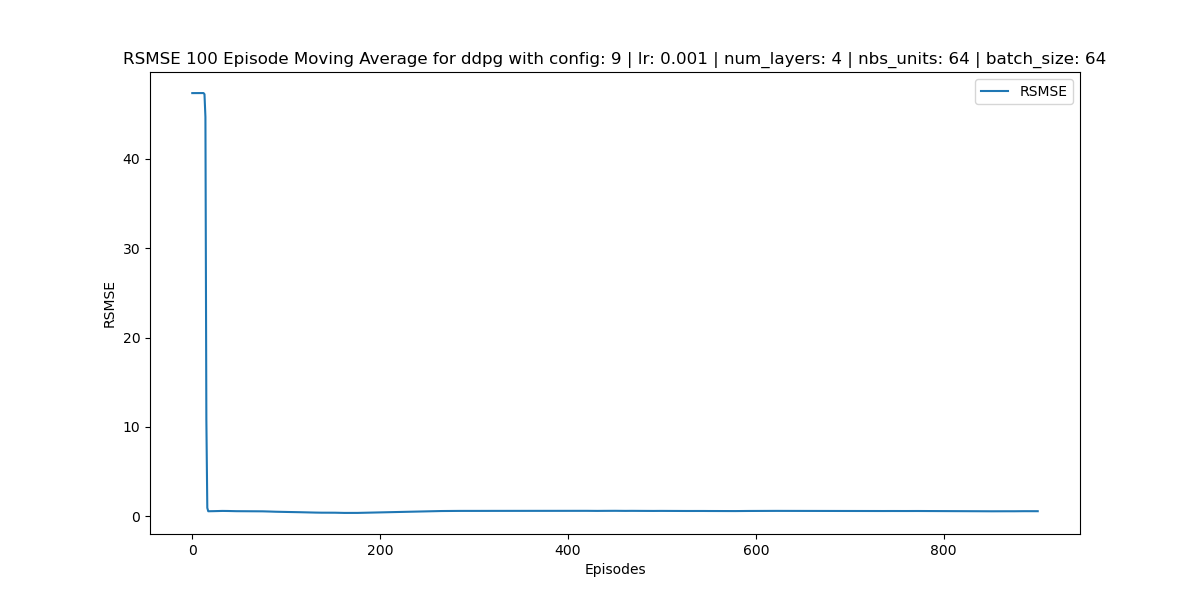 RSMSE 100 Episode Moving Average for ddpg with config: 9 | lr: 0.001 | num_layers: 4 | nbs_units: 64 | batch_size: 64
RSMSE
40
30
20
10
0
RSMSE
0 200 400 600 800
Episodes